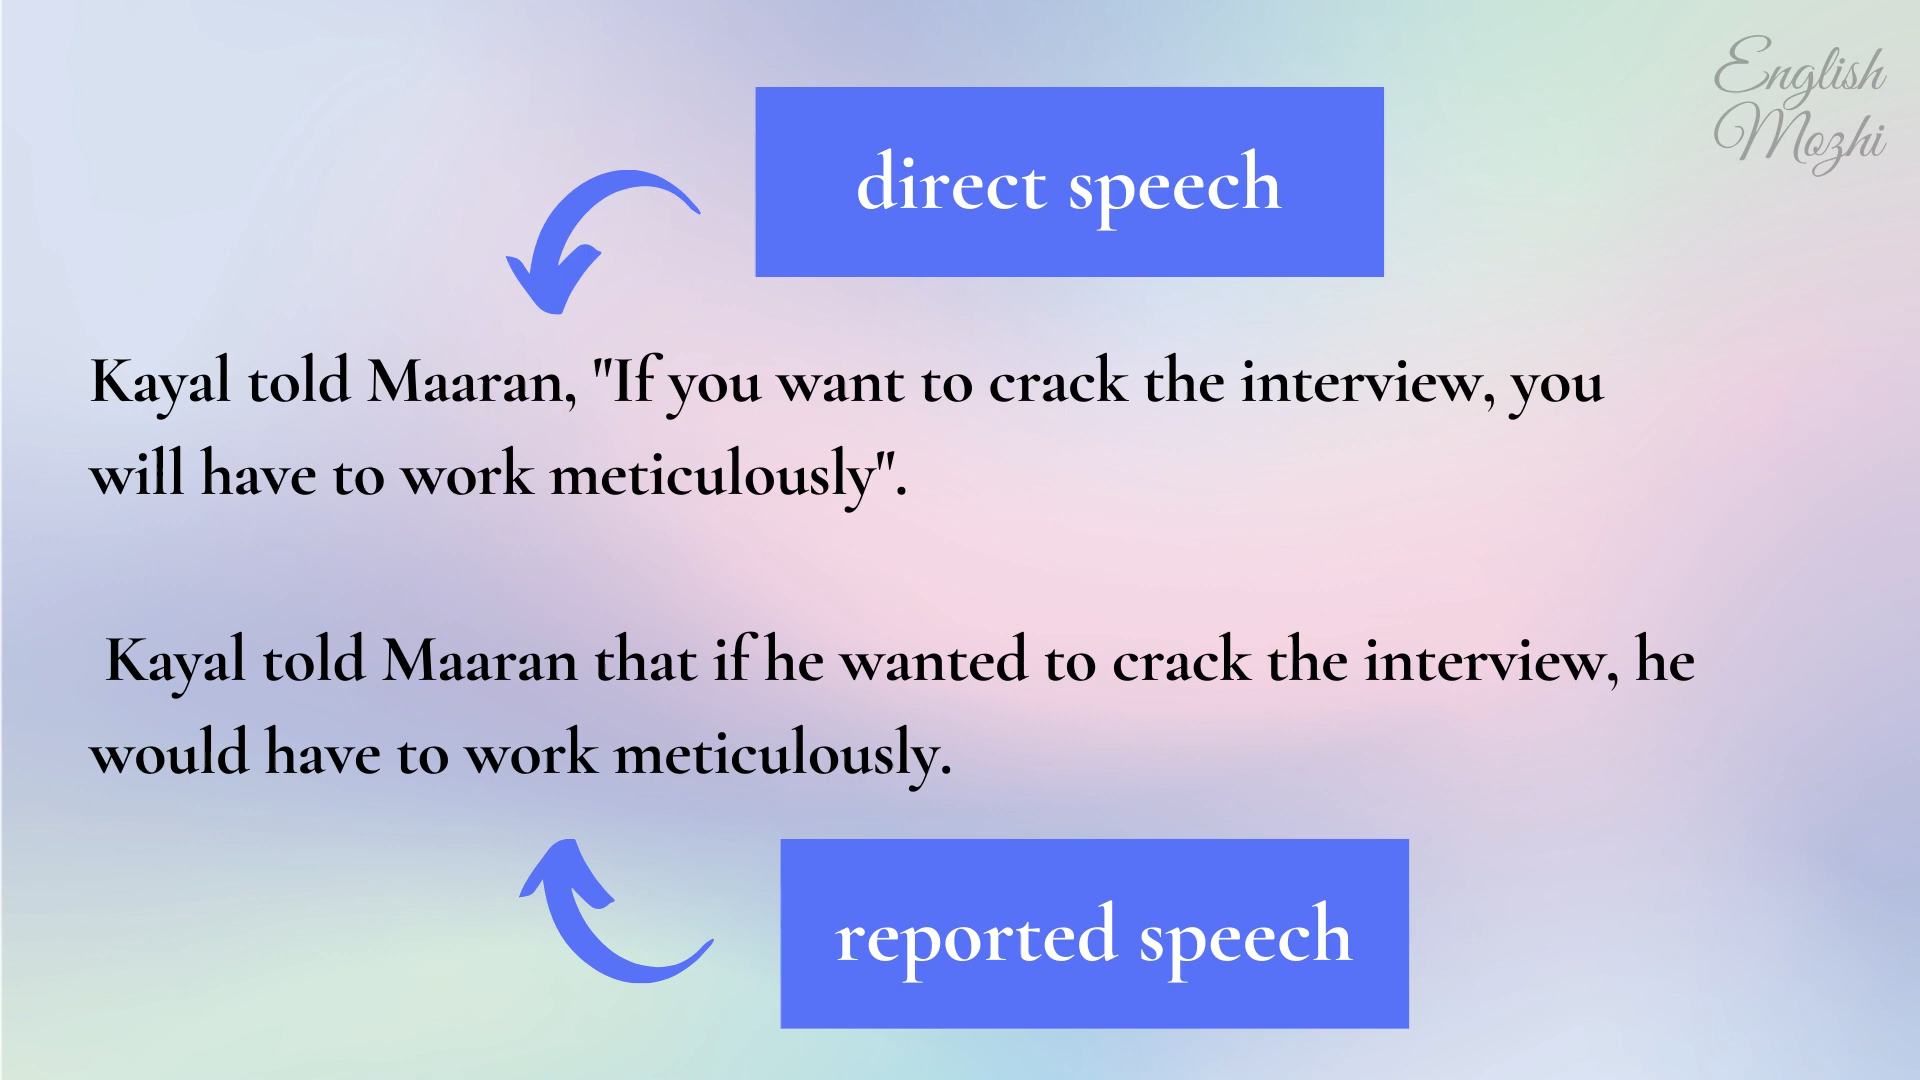 English
Mozhi
direct speech
Kayal told Maaran, "If you want to crack the interview, you
will have to work meticulously".
Kayal told Maaran that if he wanted to crack the interview, he
would have to work meticulously.
reported speech